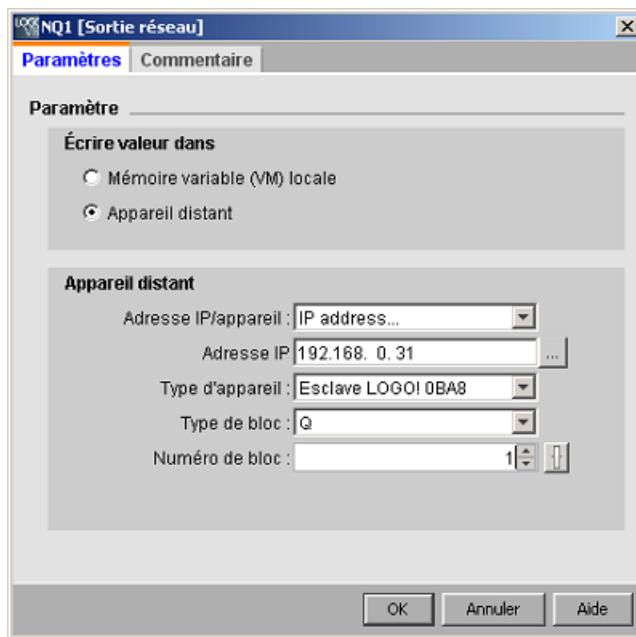 LOGO NQ1 [Sortie réseau]
Paramètres Commentaire
Paramètre
Écrire valeur dans
Mémoire variable (VM) locale
Appareil distant
Appareil distant
Adresse IP/appareil : IP address...
Adresse IP 192.168. 0. 31 ...
Type d'appareil : Esclave LOGO! 0BA8
Type de bloc : Q
Numéro de bloc : 1
OK Annuler Aide